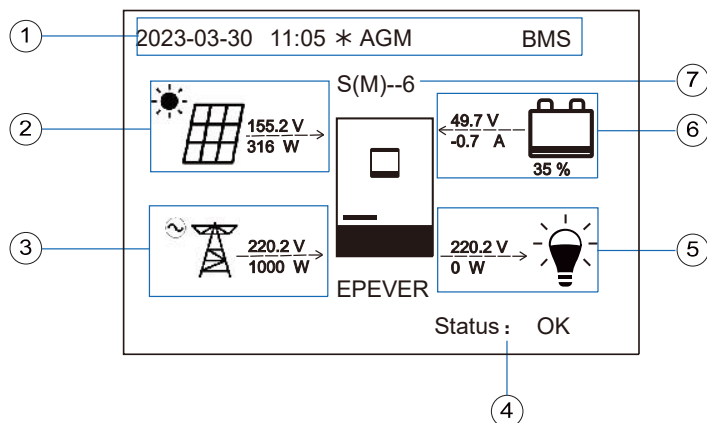 ① 2023-03-30 11:05 ＊ AGM BMS
S(M)--6 ⑦
② 155.2 V
316 W
49.7 V
-0.7 A
35 %
⑥
③ 220.2 V
1000 W
220.2 V
0 W
⑤
EPEVER
Status： OK
④